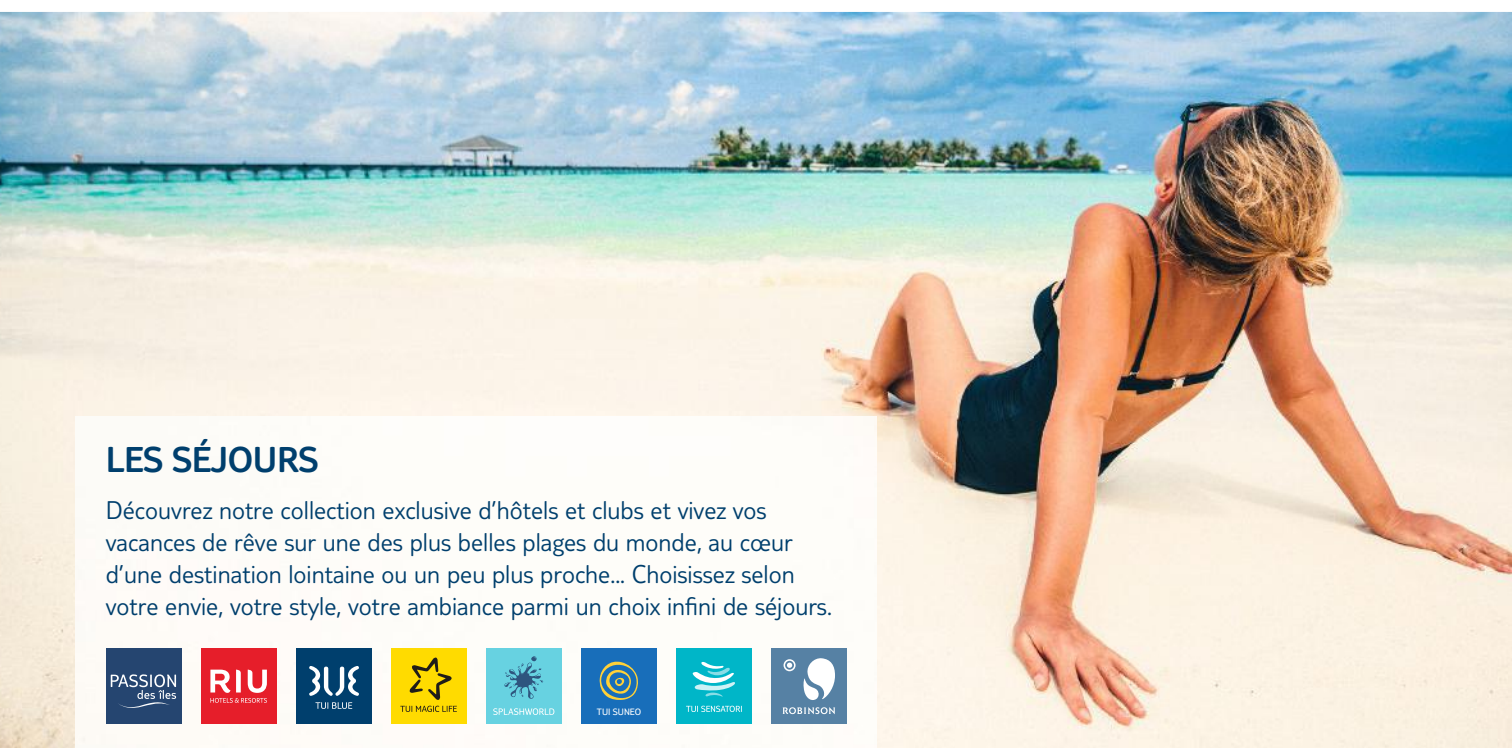 LES SÉJOURS
Découvrez notre collection exclusive d’hôtels et clubs et vivez vos
vacances de rêve sur une des plus belles plages du monde, au cœur
d’une destination lointaine ou un peu plus proche... Choisissez selon
votre envie, votre style, votre ambiance parmi un choix infini de séjours.
PASSION
des îles
RIU
HOTELS & RESORTS
TUI BLUE
TUI MAGIC LIFE
SPLASHWORLD
TUI SUNEO
TUI SENSATORI
ROBINSON